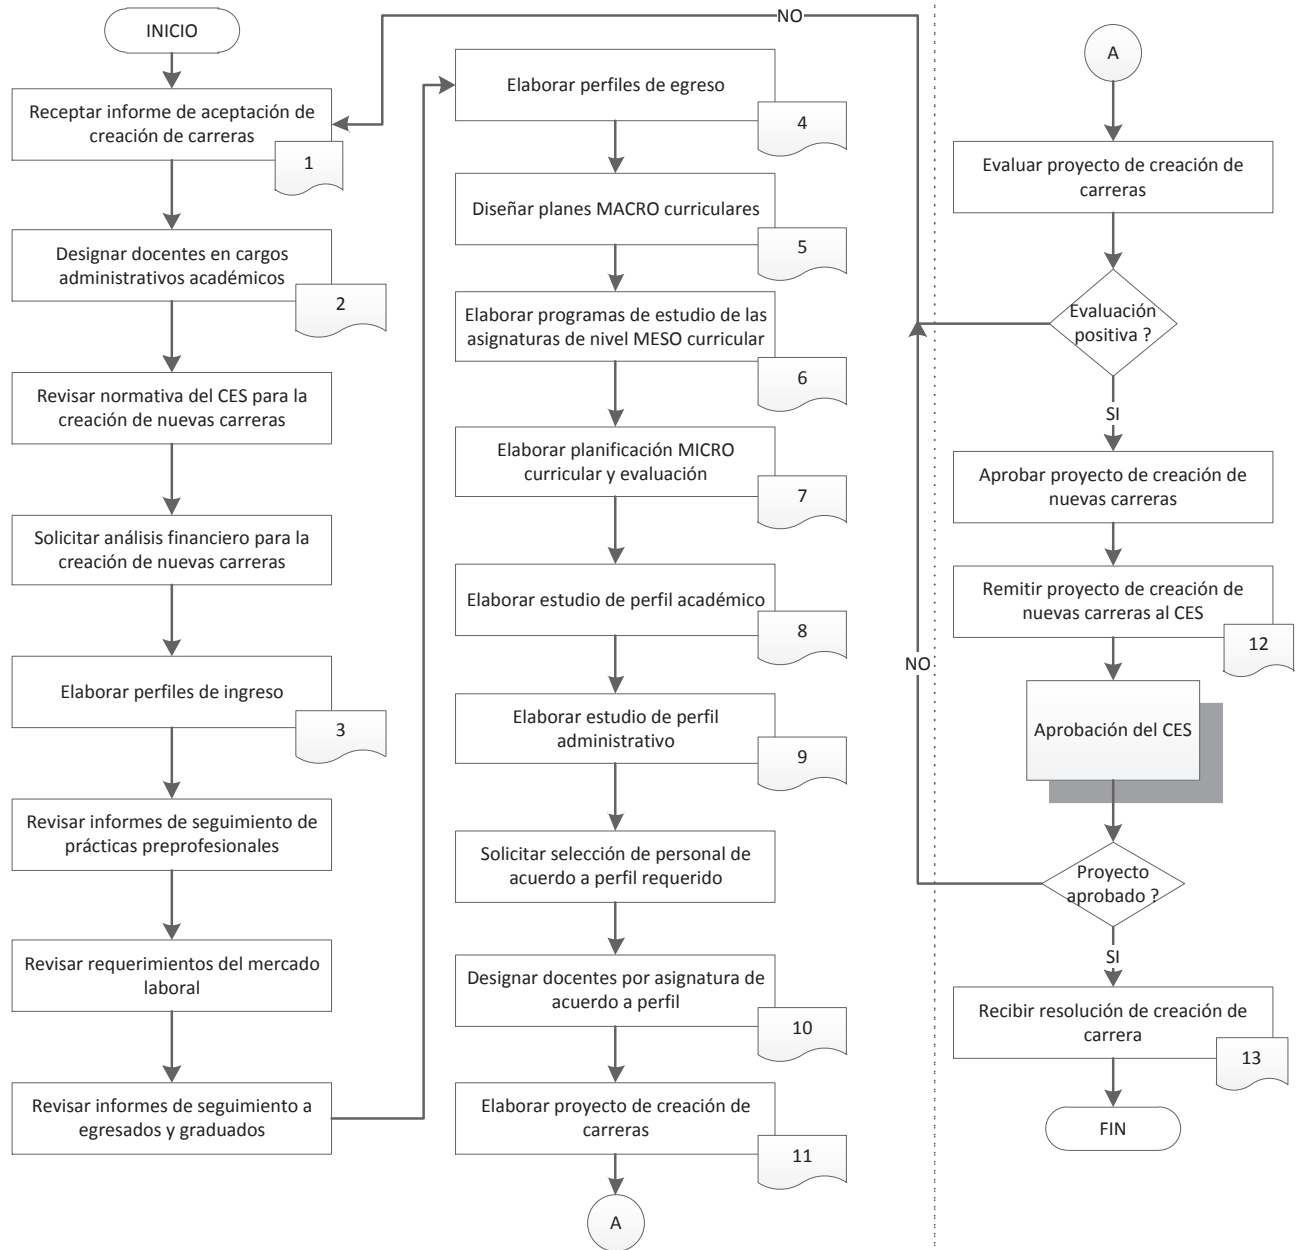 INICIO
Receptar informe de aceptación de
creación de carreras
1
Designar docentes en cargos
administrativos académicos
2
Revisar normativa del CES para la
creación de nuevas carreras
Solicitar análisis financiero para la
creación de nuevas carreras
Elaborar perfiles de ingreso
3
Revisar informes de seguimiento de
prácticas preprofesionales
Revisar requerimientos del mercado
laboral
Revisar informes de seguimiento a
egresados y graduados
Elaborar perfiles de egreso
4
Diseñar planes MACRO curriculares
5
Elaborar programas de estudio de las
asignaturas de nivel MESO curricular
6
Elaborar planificación MICRO
curricular y evaluación
7
Elaborar estudio de perfil académico
8
Elaborar estudio de perfil
administrativo
9
Solicitar selección de personal de
acuerdo a perfil requerido
Designar docentes por asignatura de
acuerdo a perfil
10
Elaborar proyecto de creación de
carreras
11
A
NO
A
Evaluar proyecto de creación de
carreras
Evaluación
positiva ?
SI
Aprobar proyecto de creación de
nuevas carreras
Remitir proyecto de creación de
nuevas carreras al CES
12
NO
Aprobación del CES
Proyecto
aprobado ?
SI
Recibir resolución de creación de
carrera
13
FIN